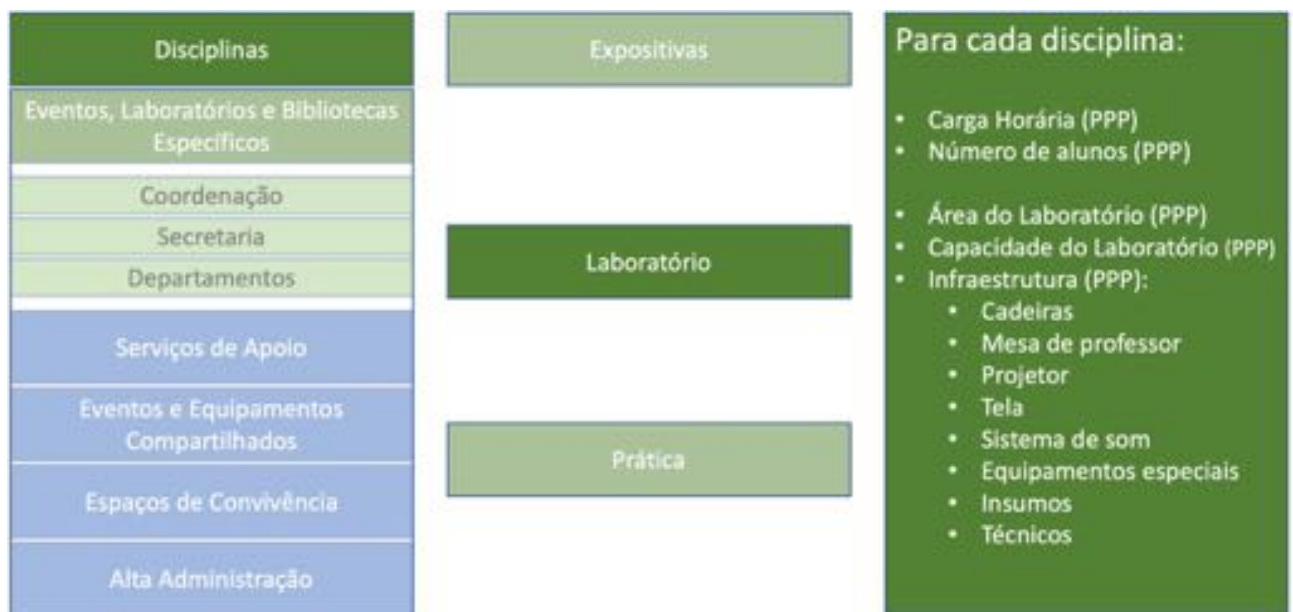 Disciplinas
Eventos, Laboratórios e Bibliotecas
Específicos
Coordenação
Secretaria
Departamentos
Serviços de Apoio
Eventos e Equipamentos
Compartilhados
Espaços de Convivência
Alta Administração
Expositivas
Laboratório
Prática
Para cada disciplina:
• Carga Horária (PPP)
• Número de alunos (PPP)
• Área do Laboratório (PPP)
• Capacidade do Laboratório (PPP)
• Infraestrutura (PPP):
• Cadeiras
• Mesa de professor
• Projetor
• Tela
• Sistema de som
• Equipamentos especiais
• Insumos
• Técnicos